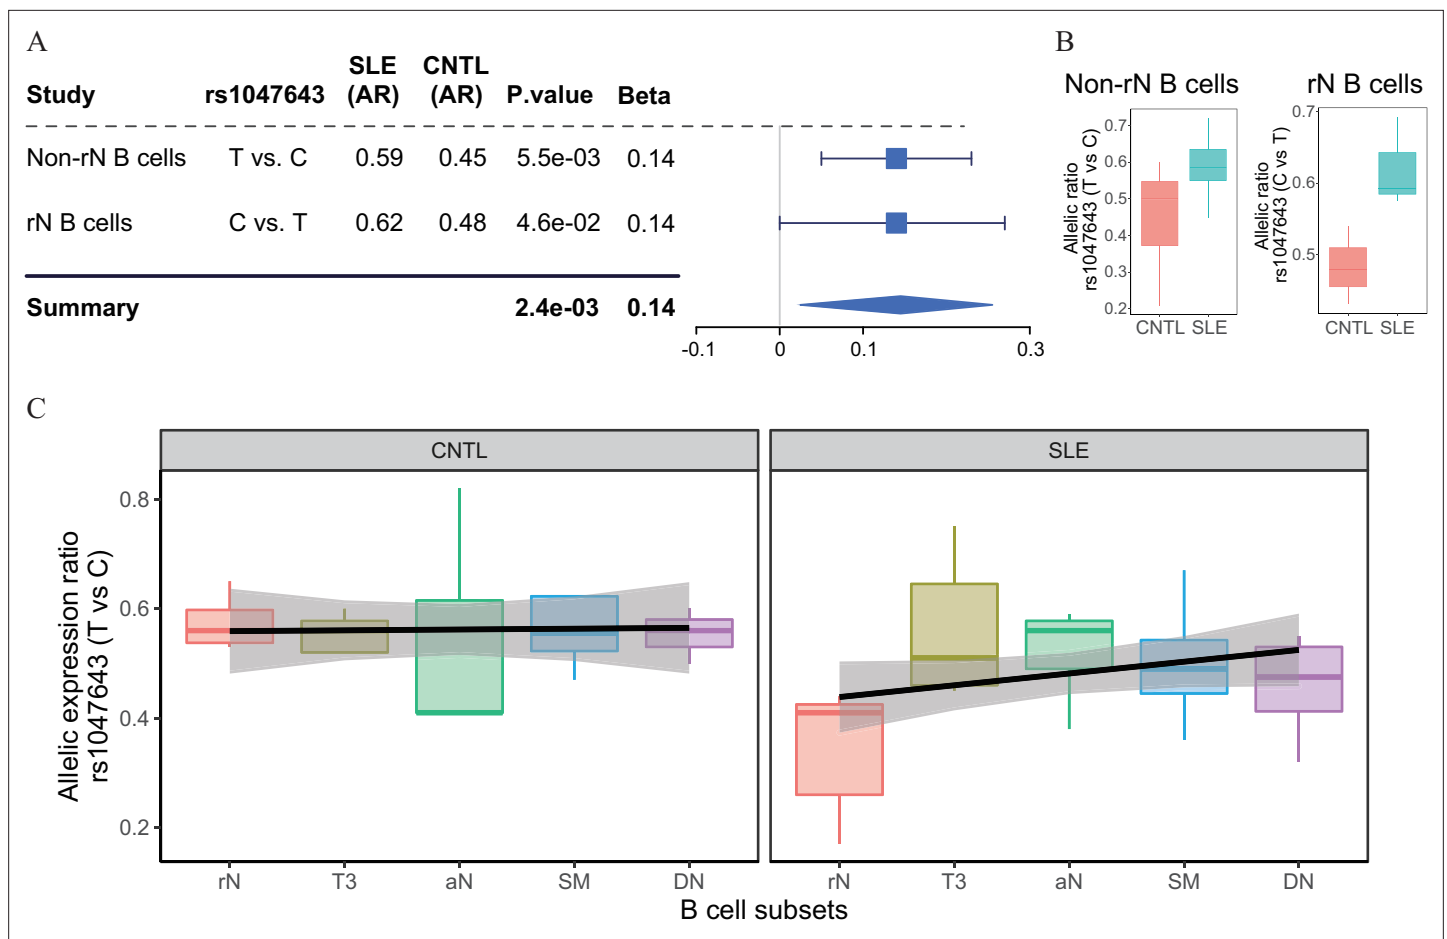 A
Study rs1047643 SLE (AR) CNTL (AR) P.value Beta
Non-rN B cells T vs. C 0.59 0.45 5.5e-03 0.14
rN B cells C vs. T 0.62 0.48 4.6e-02 0.14
Summary 2.4e-03 0.14
-0.1 0 0.1 0.3
B
Non-rN B cells
Allelic ratio
rs1047643 (T vs C)
0.7
0.6
0.5
0.4
0.3
0.2
CNTL SLE
rN B cells
Allelic ratio
rs1047643 (C vs T)
0.7
0.6
0.5
CNTL SLE
C
CNTL
SLE
Allelic expression ratio
rs1047643 (T vs C)
0.8
0.6
0.4
0.2
rN T3 aN SM DN
rN T3 aN SM DN
B cell subsets